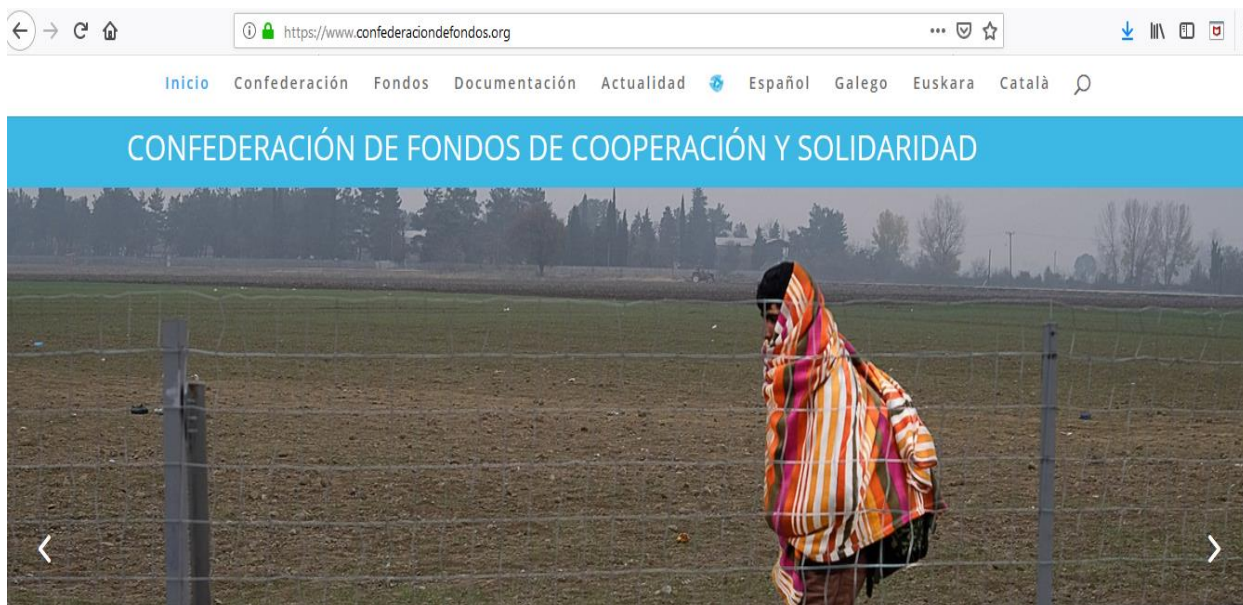 https://www.confederaciondefondos.org
Inicio Confederación Fondos Documentación Actualidad Español Galego Euskara Català
CONFEDERACIÓN DE FONDOS DE COOPERACIÓN Y SOLIDARIDAD